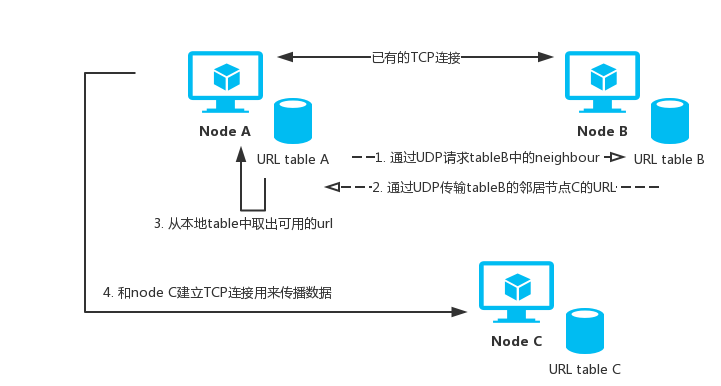 已有的TCP连接
Node A
Node B
URL table A
1. 通过UDP请求tableB中的neighbour
URL table B
2. 通过UDP传输tableB的邻居节点C的URL
3. 从本地table中取出可用的url
4. 和node C建立TCP连接用来传播数据
Node C
URL table C